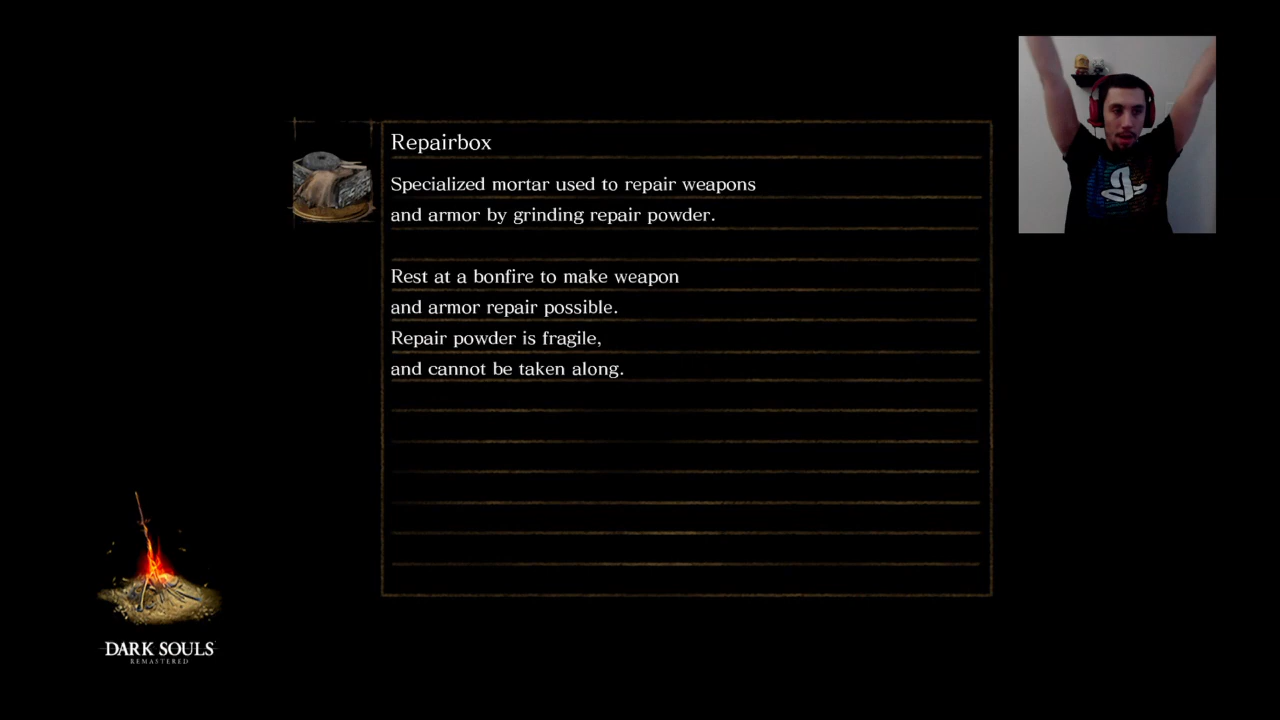 Repairbox
Specialized mortar used to repair weapons
and armor by grinding repair powder.
Rest at a bonfire to make weapon
and armor repair possible.
Repair powder is fragile,
and cannot be taken along.
DARK SOULS
REMASTERED